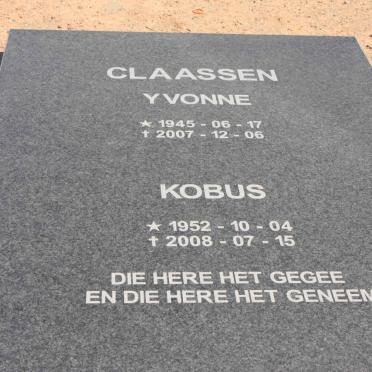 CLAASSEN
YVONNE
★ 1945 - 06 - 17
✝ 2007 - 12 - 06
KOBUS
★ 1952 - 10 - 04
✝ 2008 - 07 - 15
DIE HERE HET GEGEE
EN DIE HERE HET GENEEM